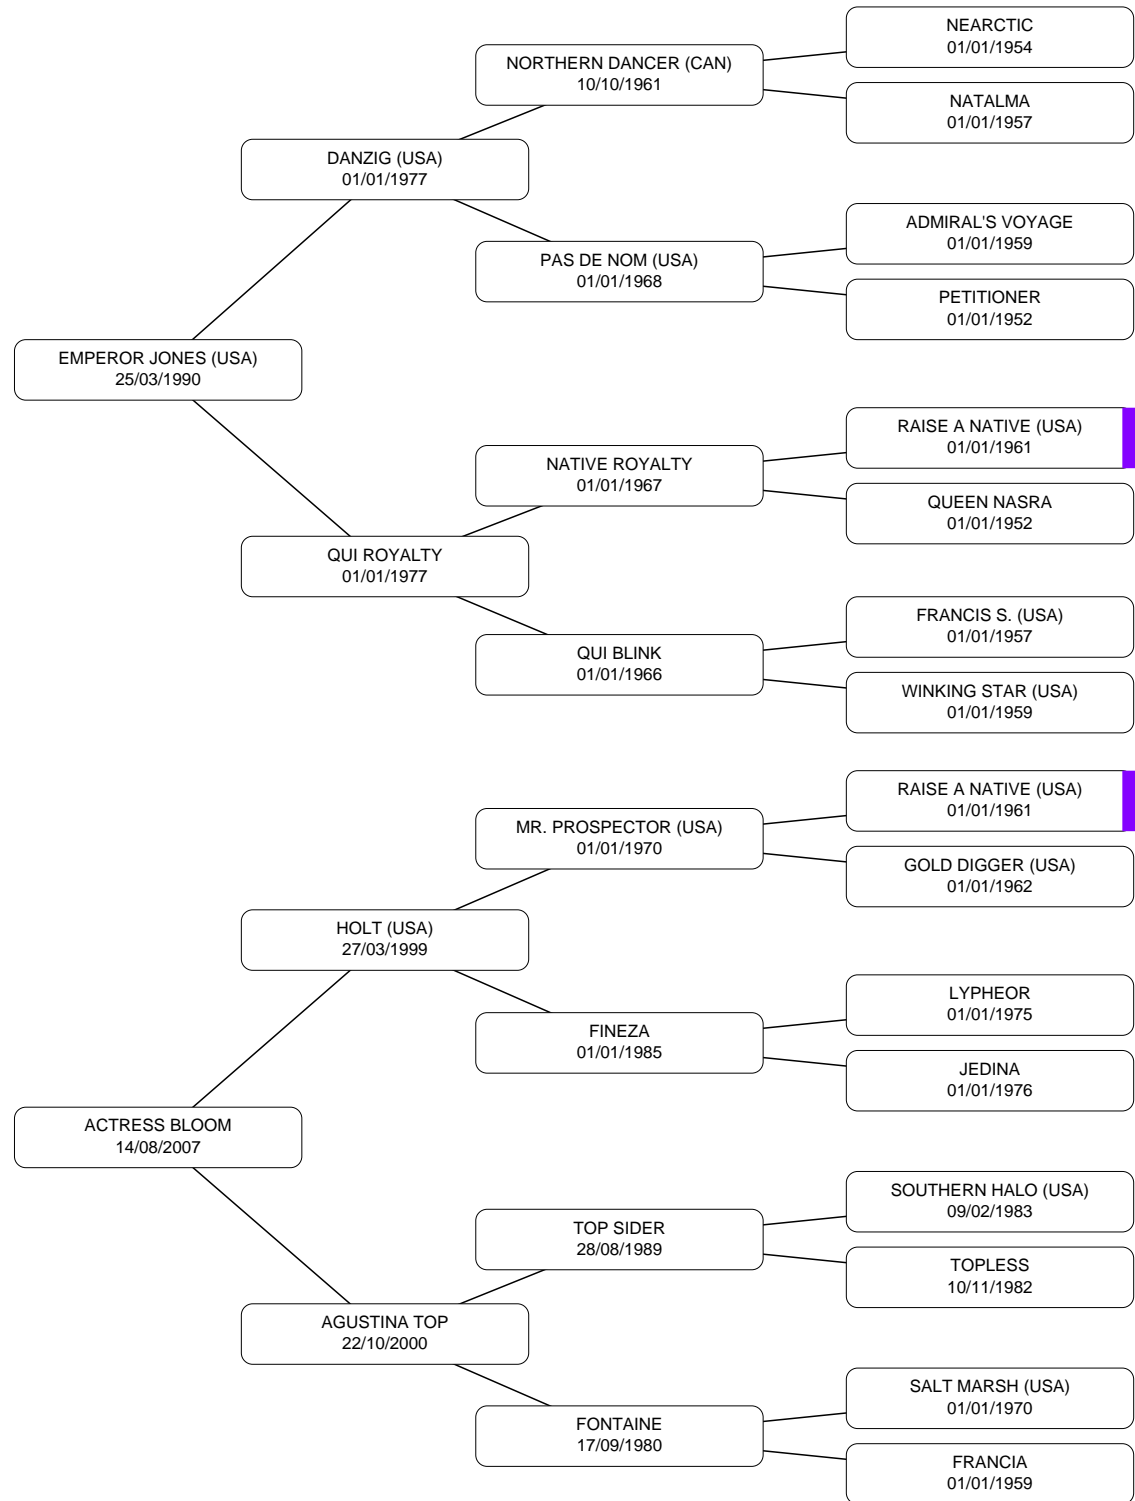 NEARCTIC
01/01/1954
NORTHERN DANCER (CAN)
10/10/1961
NATALMA
01/01/1957
DANZIG (USA)
01/01/1977
ADMIRAL'S VOYAGE
01/01/1959
PAS DE NOM (USA)
01/01/1968
PETITIONER
01/01/1952
EMPEROR JONES (USA)
25/03/1990
RAISE A NATIVE (USA)
01/01/1961
NATIVE ROYALTY
01/01/1967
QUEEN NASRA
01/01/1952
QUI ROYALTY
01/01/1977
FRANCIS S. (USA)
01/01/1957
QUI BLINK
01/01/1966
WINKING STAR (USA)
01/01/1959
RAISE A NATIVE (USA)
01/01/1961
MR. PROSPECTOR (USA)
01/01/1970
GOLD DIGGER (USA)
01/01/1962
HOLT (USA)
27/03/1999
LYPHEOR
01/01/1975
FINEZA
01/01/1985
JEDINA
01/01/1976
ACTRESS BLOOM
14/08/2007
SOUTHERN HALO (USA)
09/02/1983
TOP SIDER
28/08/1989
TOPLESS
10/11/1982
AGUSTINA TOP
22/10/2000
SALT MARSH (USA)
01/01/1970
FONTAINE
17/09/1980
FRANCIA
01/01/1959